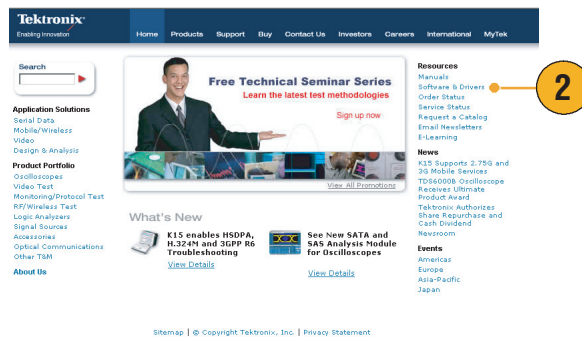 Tektronix
Enabling Innovation
Home Products Support Buy Contact Us Investors Careers International MyTek
Search
Application Solutions
Serial Data
Mobile/Wireless
Video
Design & Analysis
Product Portfolio
Oscilloscopes
Video Test
Monitoring/Protocol Test
RF/Wireless Test
Logic Analyzers
Signal Sources
Accessories
Optical Communications
Other T&M
About Us
Free Technical Seminar Series
Learn the latest test methodologies
Sign up now
View All Promotions
What's New
K15 enables HSDPA,
H.324M and 3GPP R6
Troubleshooting
View Details
See New SATA and
SAS Analysis Module
for Oscilloscopes
View Details
Resources
Manuals
Software & Drivers
Order Status
Service Status
Request a Catalog
Email Newsletters
E-Learning
News
K15 Supports 2.75G and
3G Mobile Services
TDS6000B Oscilloscope
Receives Ultimate
Product Award
Tektronix Authorizes
Share Repurchase and
Cash Dividend
Newsroom
Events
Americas
Europe
Asia-Pacific
Japan
2
Sitemap | © Copyright Tektronix, Inc. | Privacy Statement